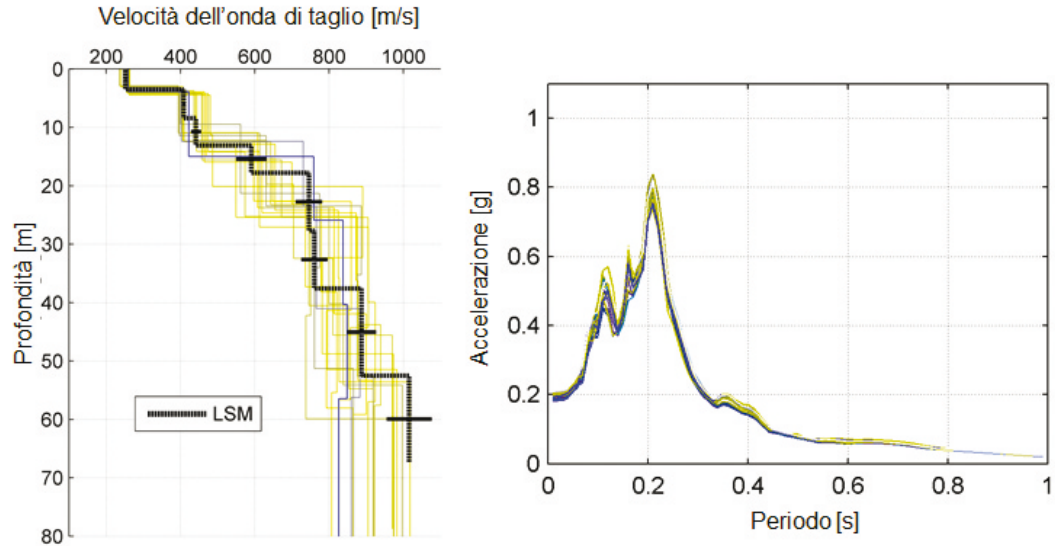 Velocità dell'onda di taglio [m/s]
200 400 600 800 1000
0
10
20
30
40
50
60
70
80
Profondità [m]
LSM
1
0.8
0.6
0.4
0.2
0
Accelerazione [g]
0 0.2 0.4 0.6 0.8 1
Periodo [s]